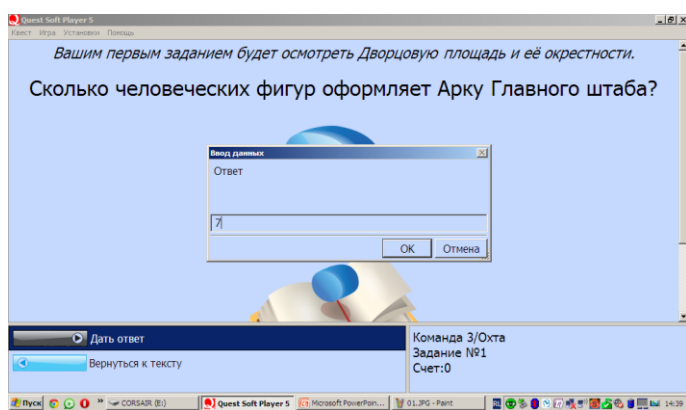 Quest Soft Player 5
Квест Игра Установки Помощь
Вашим первым заданием будет осмотреть Дворцовую площадь и её окрестности.
Сколько человеческих фигур оформляет Арку Главного штаба?
Ввод данных
Ответ
7
OK Отмена
Дать ответ
Вернуться к тексту
Команда 3/Охта
Задание №1
Счет:0
Пуск » CORSAIR (E:) Quest Soft Player 5 Microsoft PowerPoin... 01.JPG - Paint 14:39